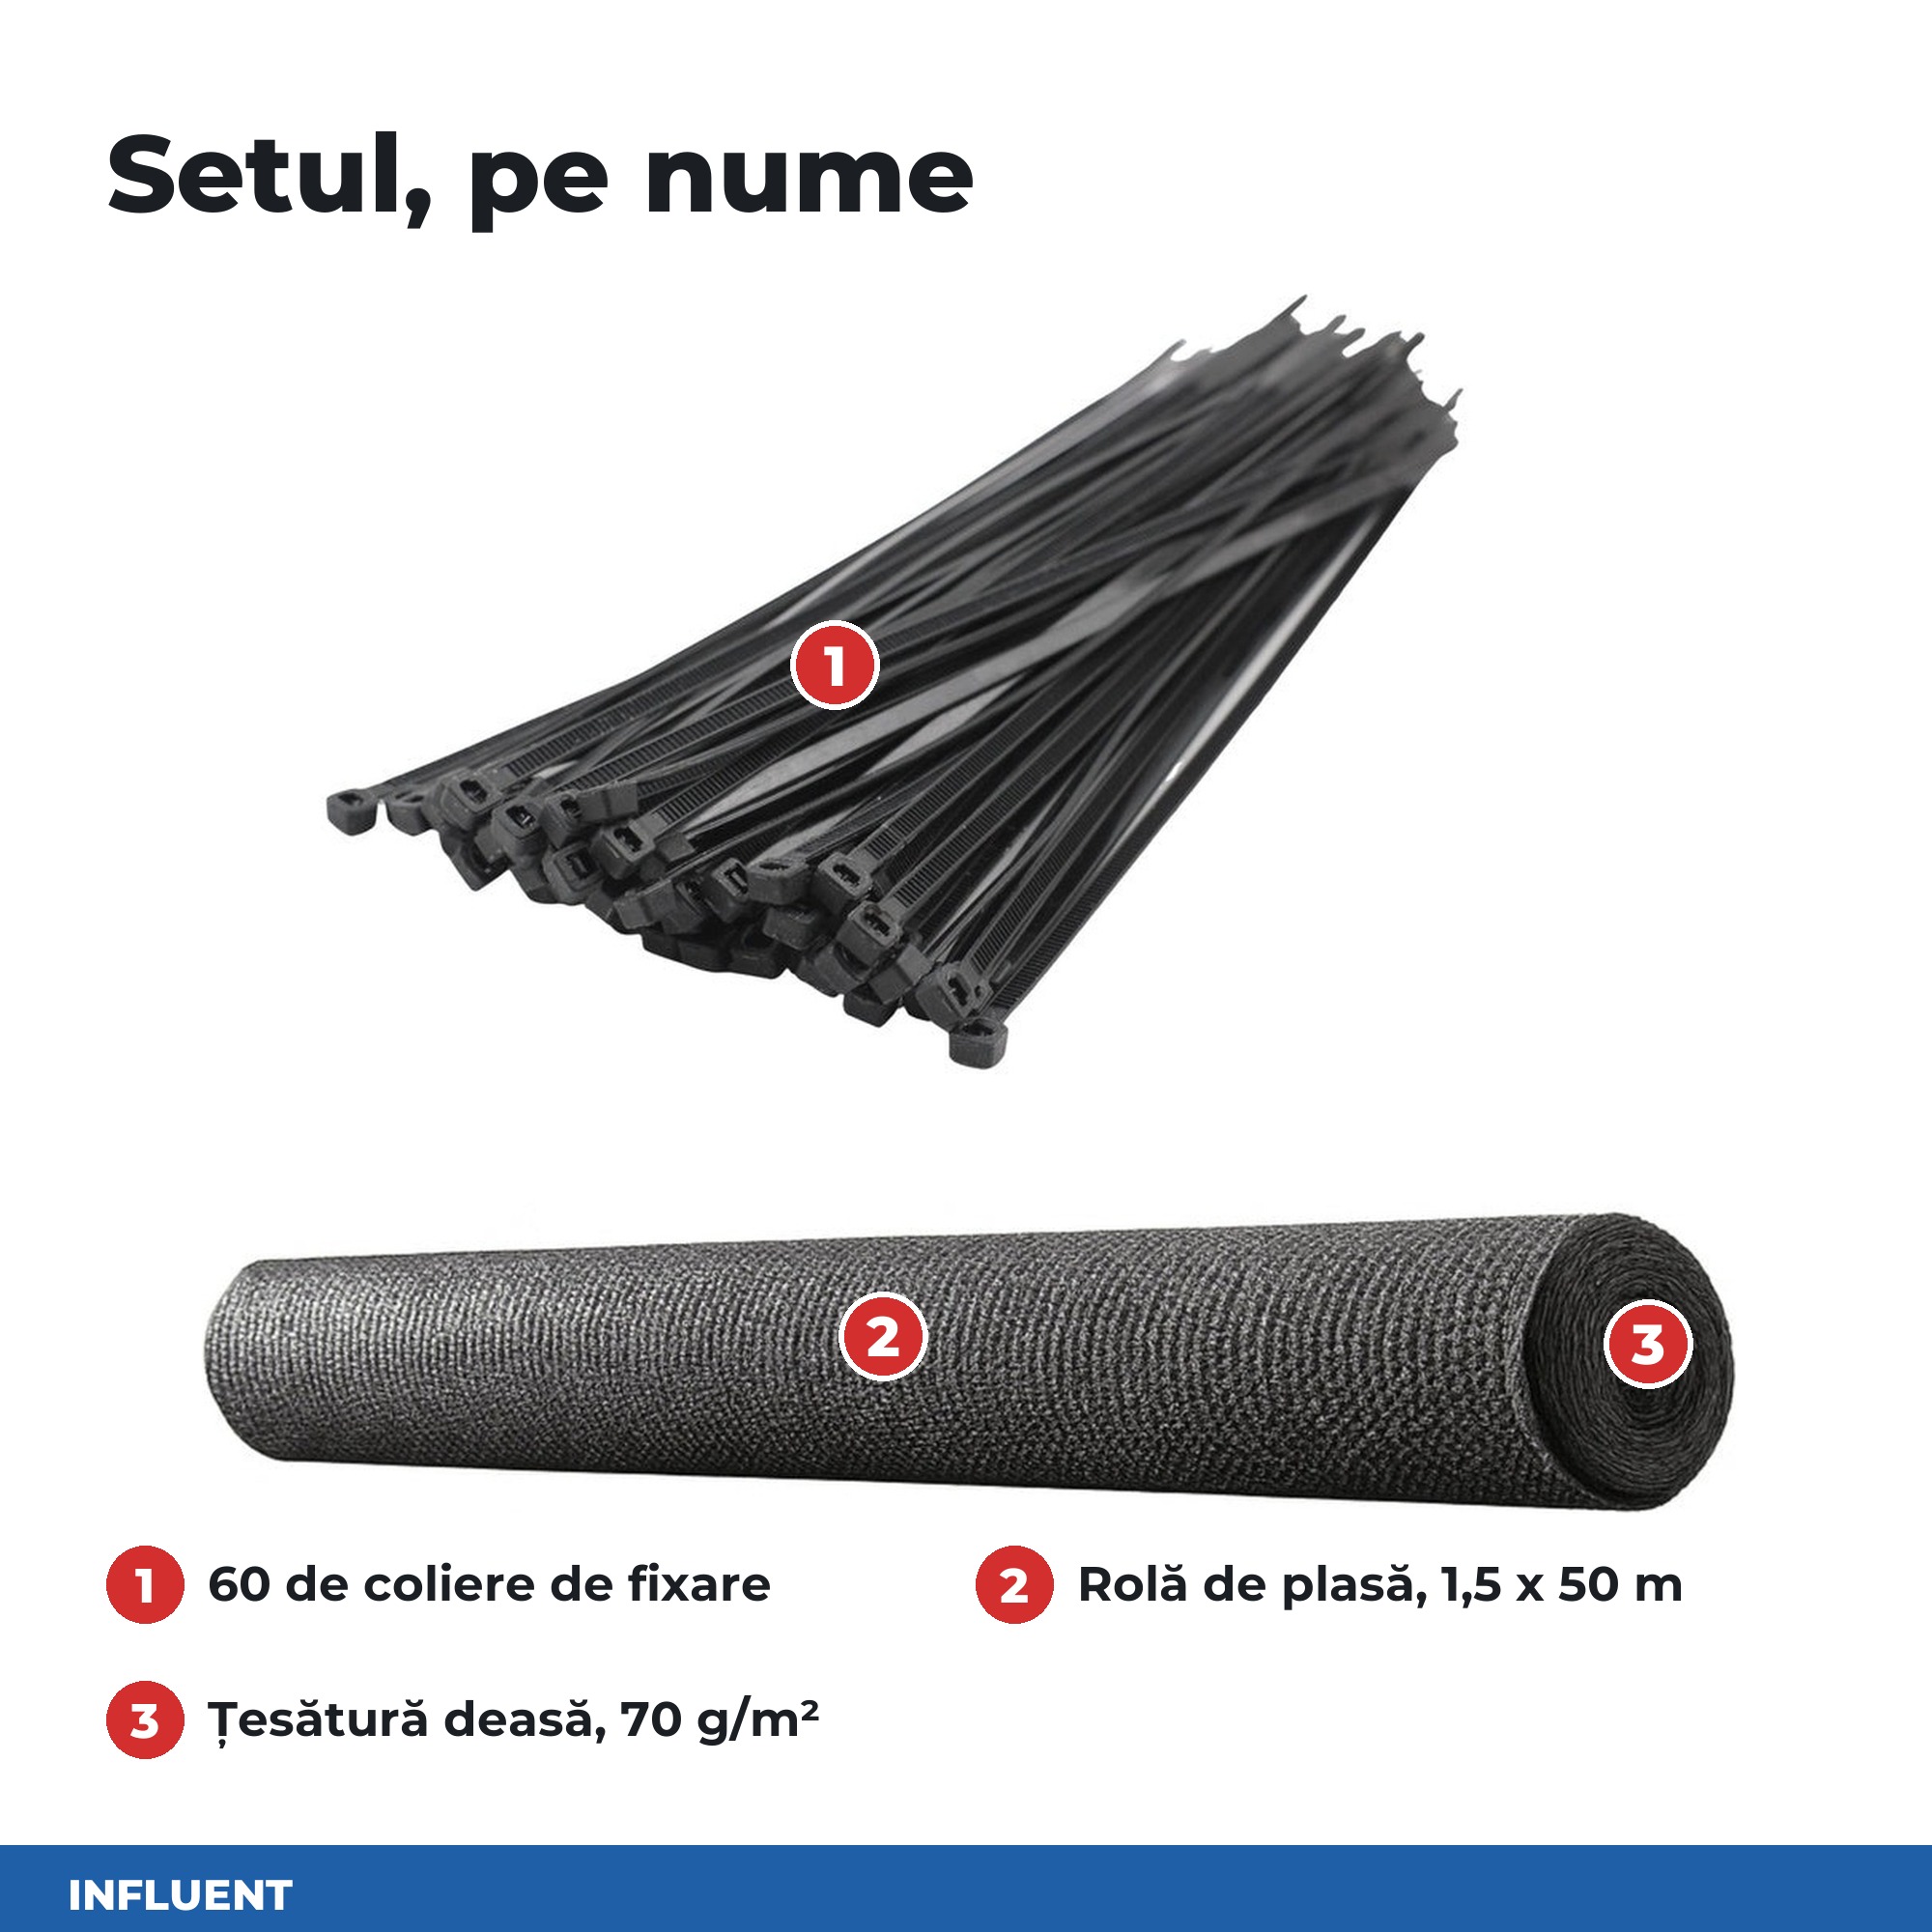 Setul, pe nume
1
2
3
1 60 de coliere de fixare
2 Rolă de plasă, 1,5 x 50 m
3 Țesătură deasă, 70 g/m²
INFLUENT